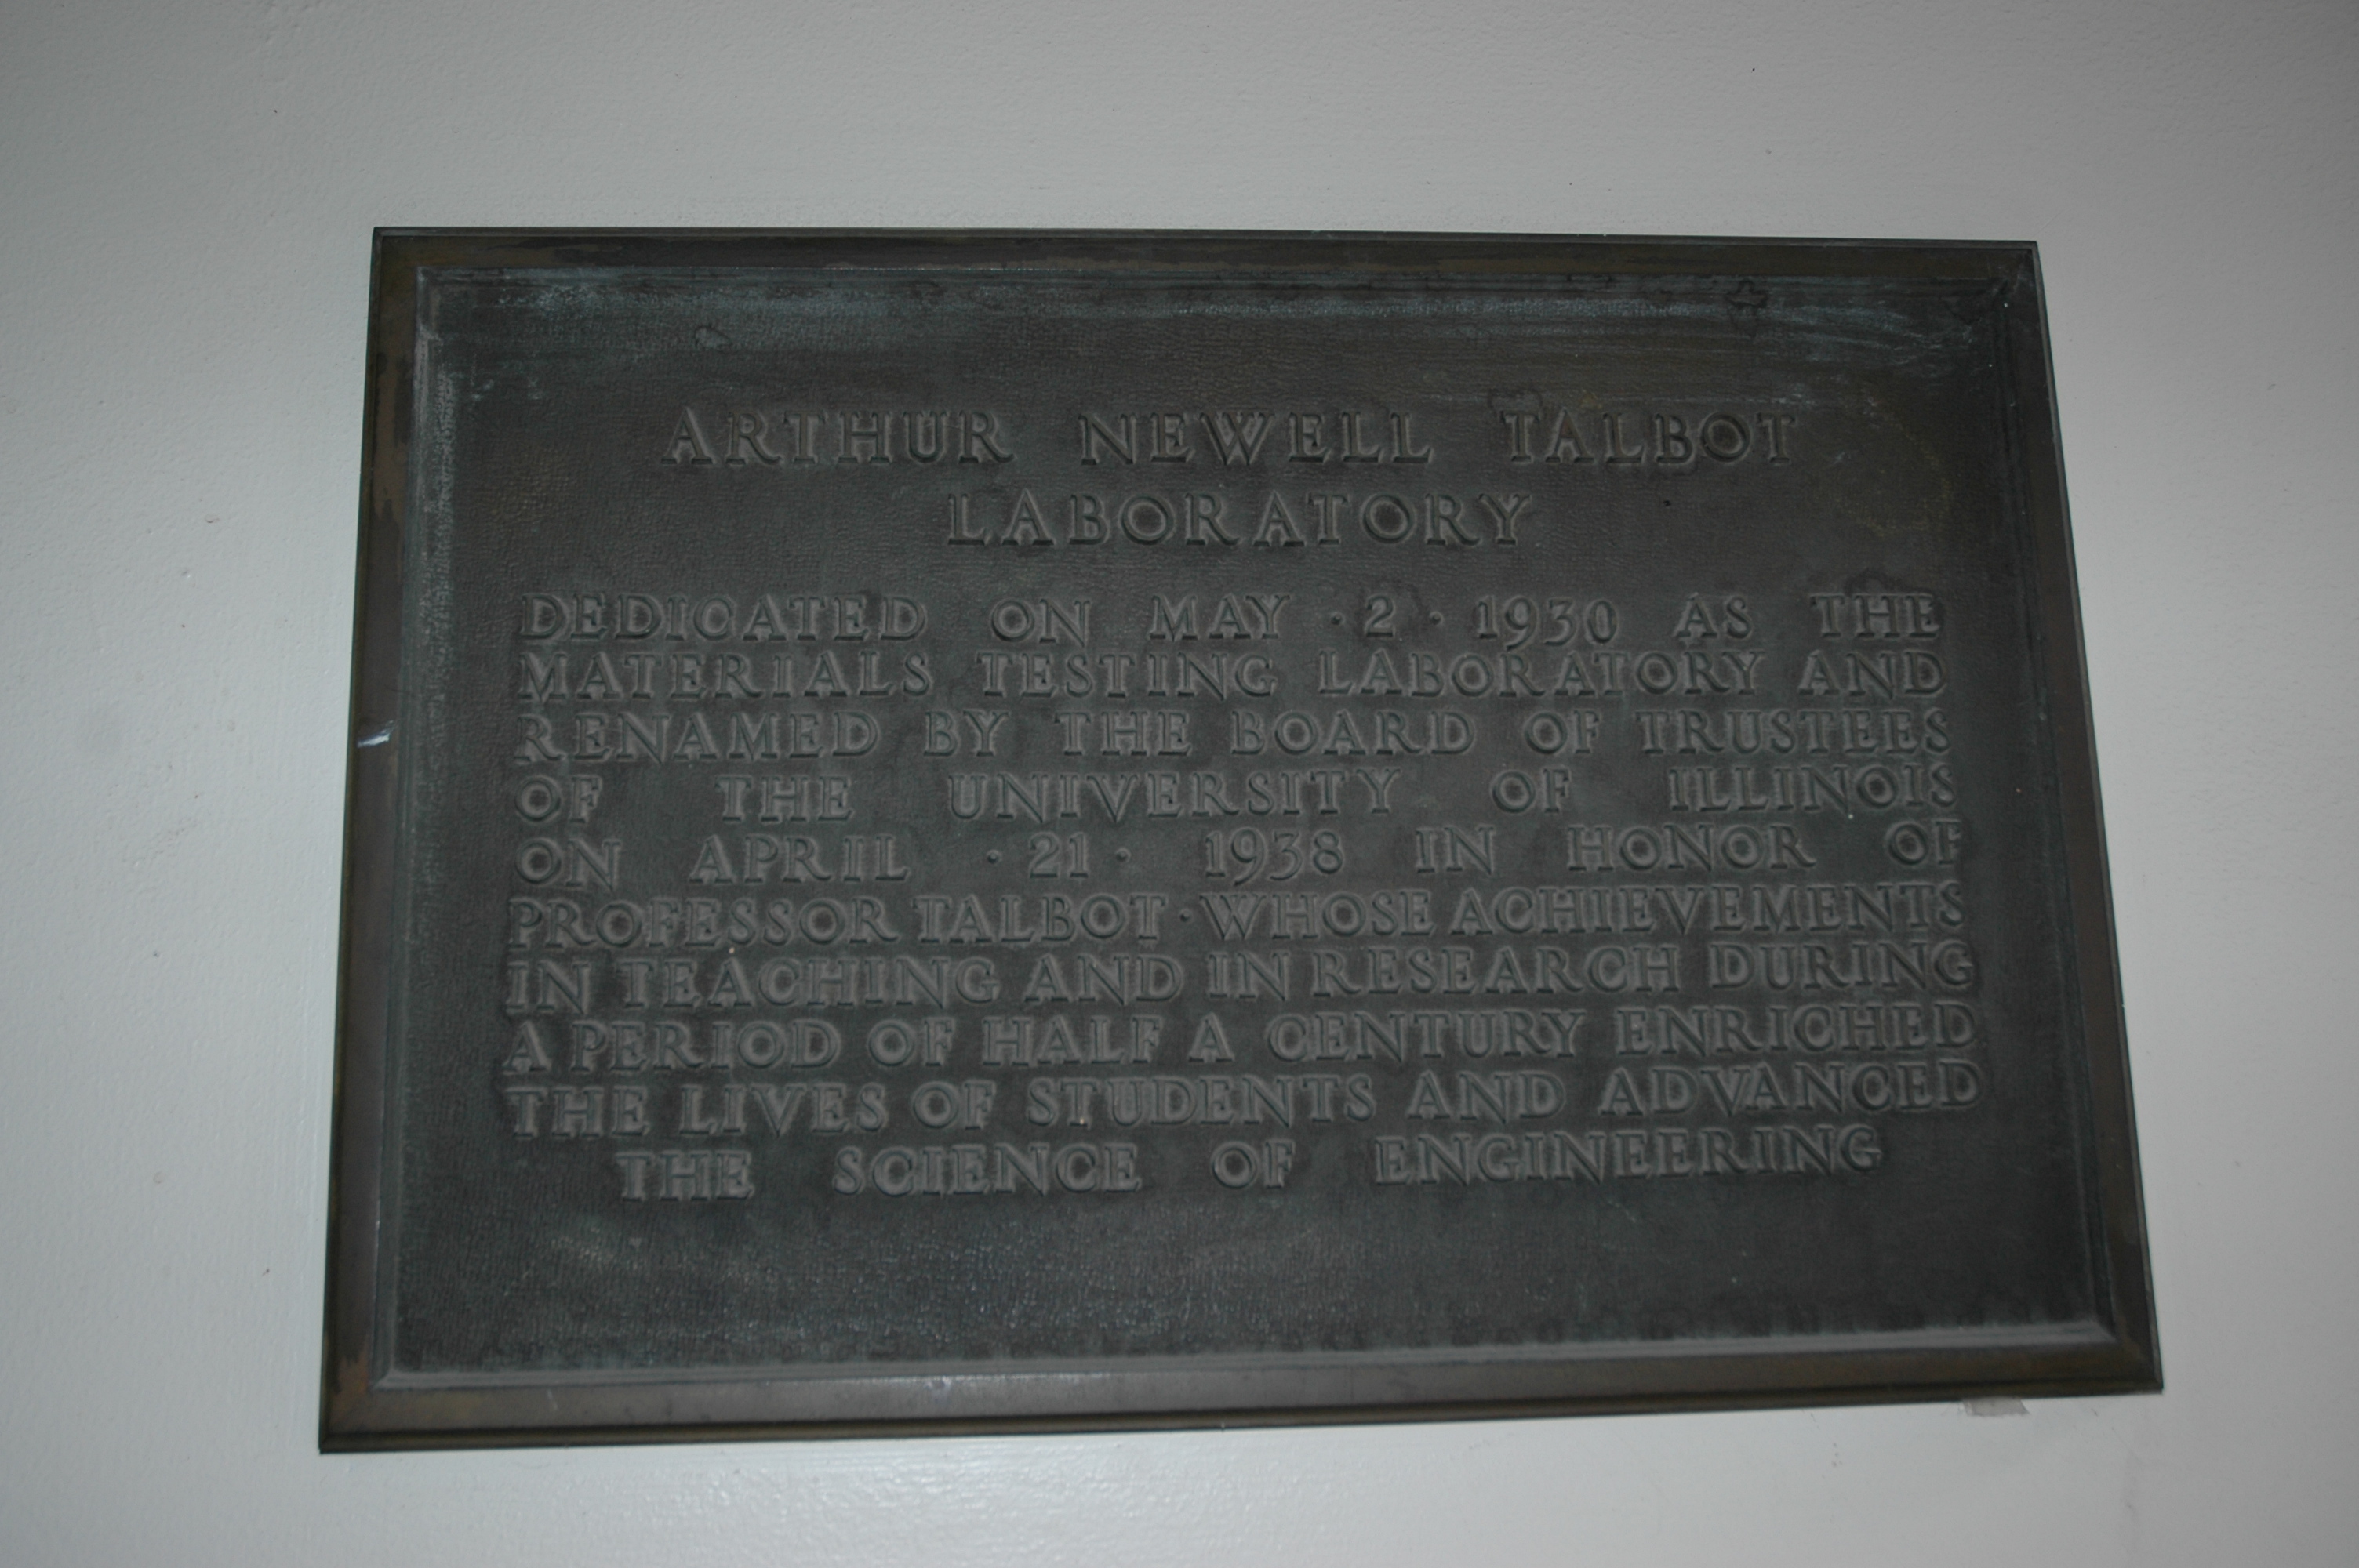 ARTHUR NEWELL TALBOT
LABORATORY
DEDICATED ON MAY · 2 · 1930 AS THE
MATERIALS TESTING LABORATORY AND
RENAMED BY THE BOARD OF TRUSTEES
OF THE UNIVERSITY OF ILLINOIS
ON APRIL · 21 · 1938 IN HONOR OF
PROFESSOR TALBOT · WHOSE ACHIEVEMENTS
IN TEACHING AND IN RESEARCH DURING
A PERIOD OF HALF A CENTURY ENRICHED
THE LIVES OF STUDENTS AND ADVANCED
THE SCIENCE OF ENGINEERING